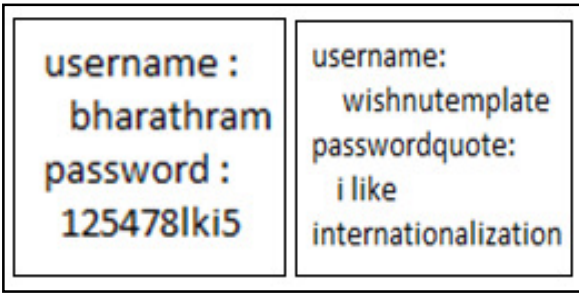 username :
bharathram
password :
125478lki5
username:
wishnutemplate
passwordquote:
i like
internationalization